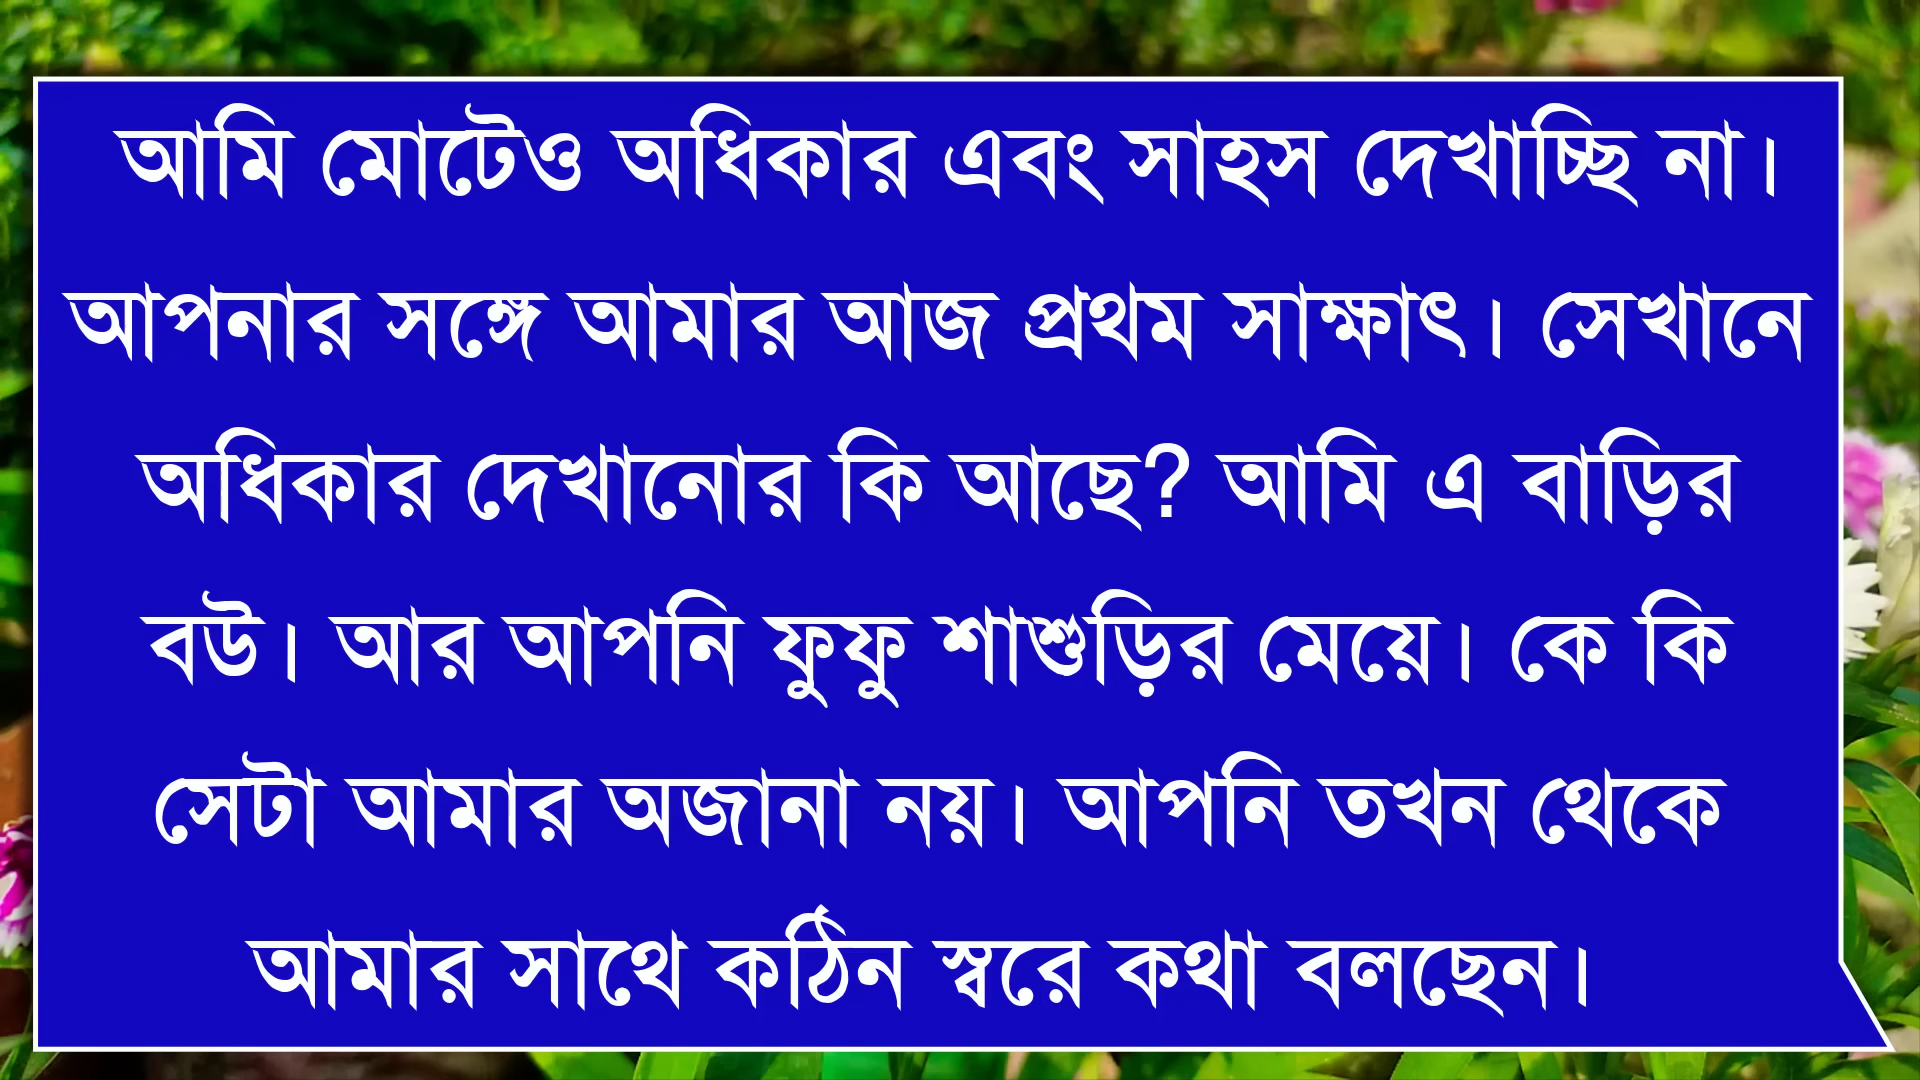 আমি মোটেও অধিকার এবং সাহস দেখাচ্ছি না।
আপনার সঙ্গে আমার আজ প্রথম সাক্ষাৎ। সেখানে
অধিকার দেখানোর কি আছে? আমি এ বাড়ির
বউ। আর আপনি ফুফু শাশুড়ির মেয়ে। কে কি
সেটা আমার অজানা নয়। আপনি তখন থেকে
আমার সাথে কঠিন স্বরে কথা বলছেন।